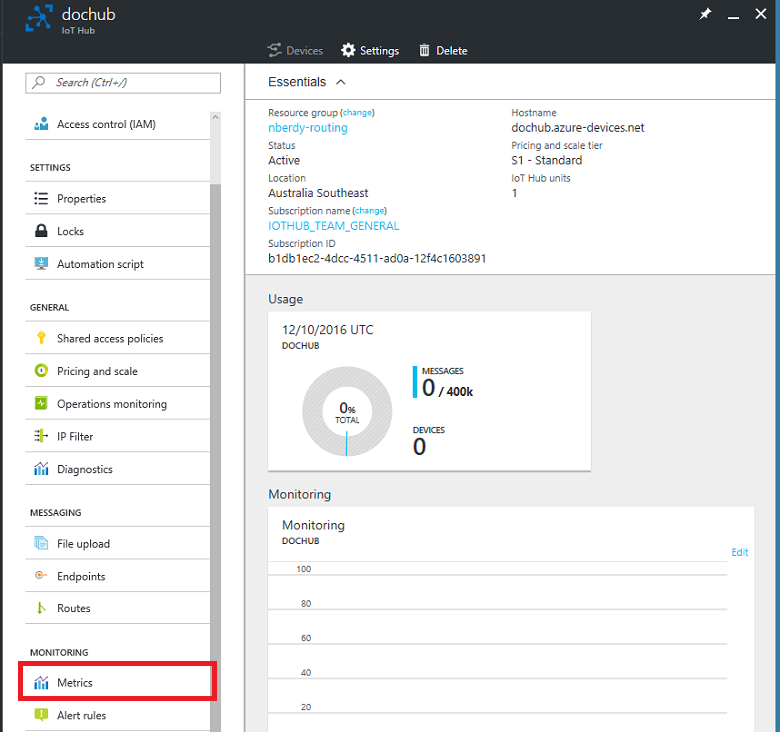 dochub
IoT Hub
Devices
Settings
Delete
Search (Ctrl+/)
Access control (IAM)
SETTINGS
Properties
Locks
Automation script
GENERAL
Shared access policies
Pricing and scale
Operations monitoring
IP Filter
Diagnostics
MESSAGING
File upload
Endpoints
Routes
MONITORING
Metrics
Alert rules
Essentials
Resource group (change)
nberdy-routing
Status
Active
Location
Australia Southeast
Subscription name (change)
IOTHUB_TEAM_GENERAL
Subscription ID
b1db1ec2-4dcc-4511-ad0a-12f4c1603891
Hostname
dochub.azure-devices.net
Pricing and scale tier
S1 - Standard
IoT Hub units
1
Usage
12/10/2016 UTC
DOCHUB
0%
TOTAL
MESSAGES
0 / 400k
DEVICES
0
Monitoring
Monitoring
DOCHUB
Edit
100
80
60
40
20